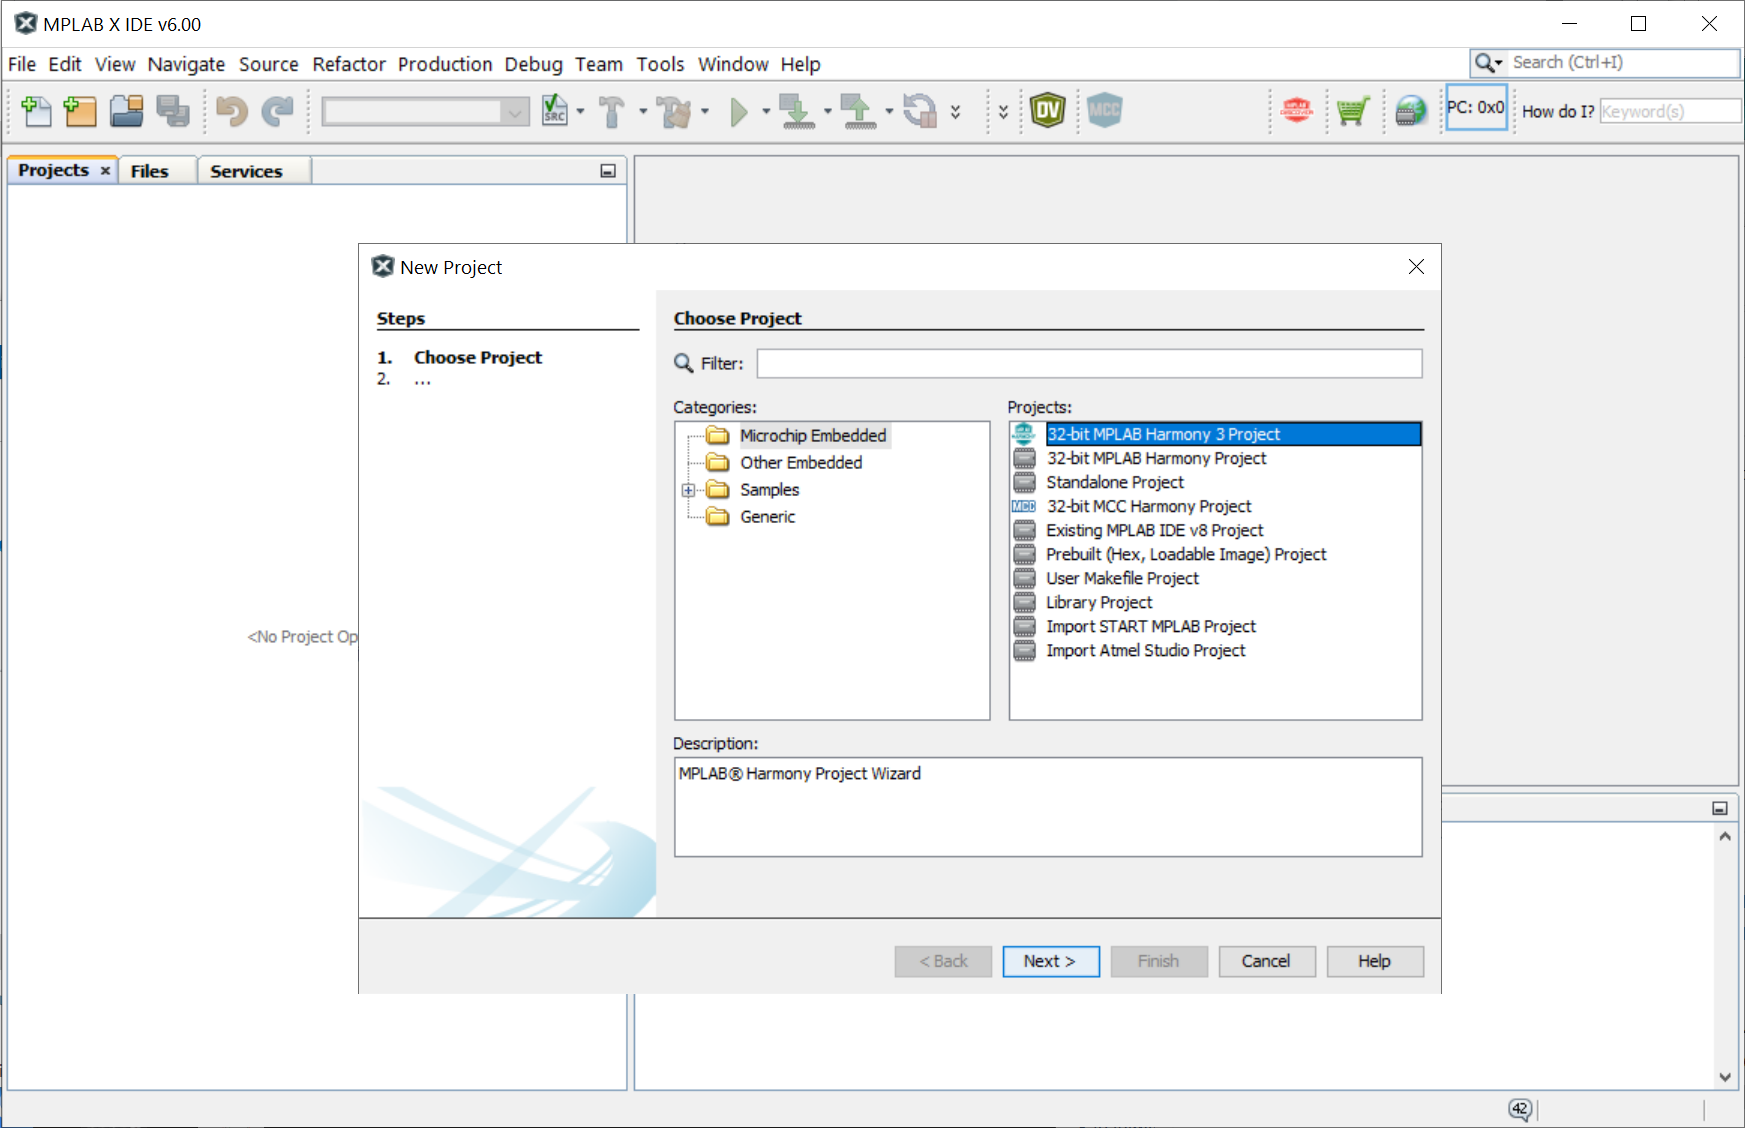 MPLAB X IDE v6.00
File Edit View Navigate Source Refactor Production Debug Team Tools Window Help
Search (Ctrl+I)
SRC
DV
MCC
PC: 0x0
How do I?
Keyword(s)
Projects x
Files
Services
<No Project Op
New Project
Steps
1. Choose Project
2. ...
Choose Project
Filter:
Categories:
Microchip Embedded
Other Embedded
Samples
Generic
Projects:
32-bit MPLAB Harmony 3 Project
32-bit MPLAB Harmony Project
Standalone Project
32-bit MCC Harmony Project
Existing MPLAB IDE v8 Project
Prebuilt (Hex, Loadable Image) Project
User Makefile Project
Library Project
Import START MPLAB Project
Import Atmel Studio Project
Description:
MPLAB® Harmony Project Wizard
< Back
Next >
Finish
Cancel
Help
42